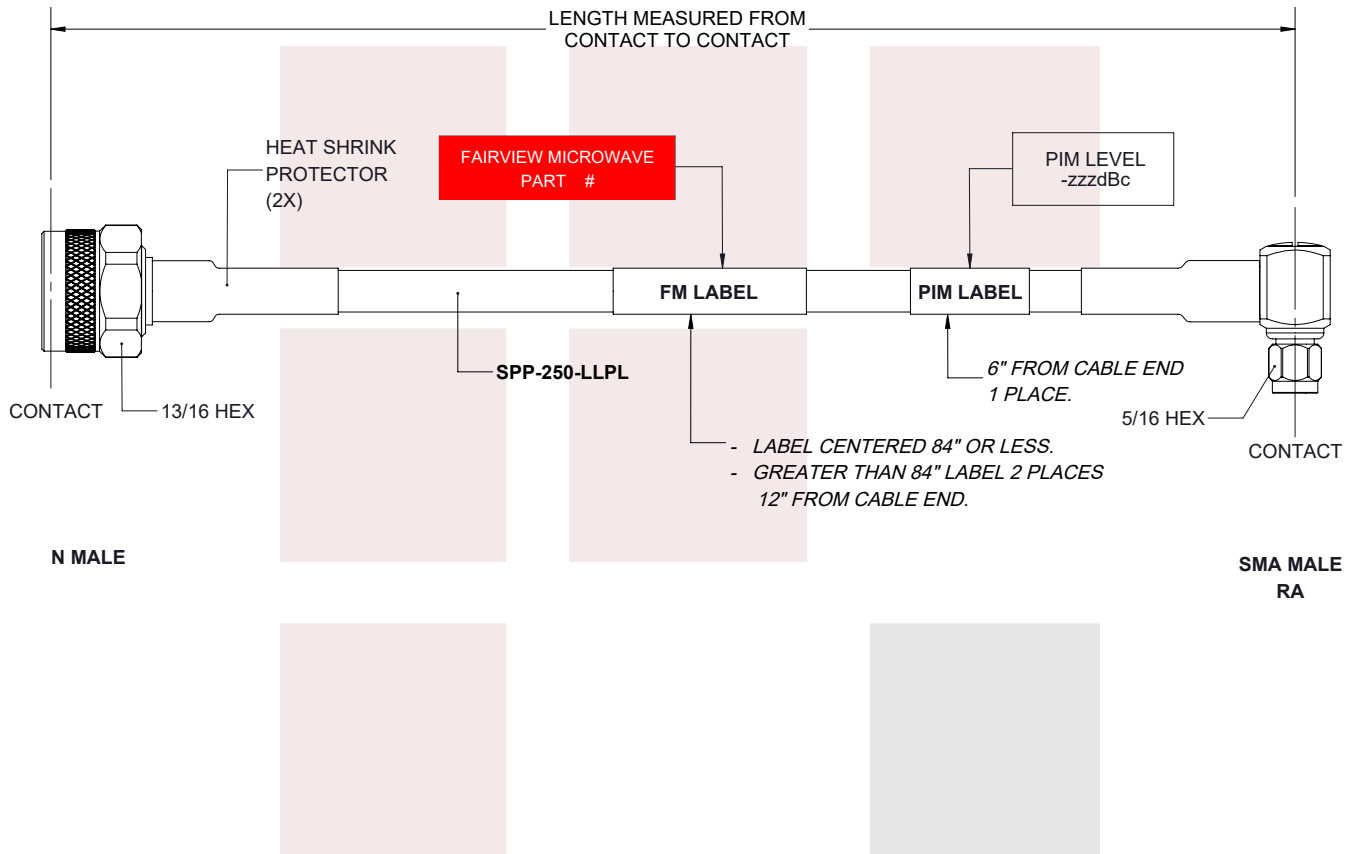 LENGTH MEASURED FROM
CONTACT TO CONTACT
HEAT SHRINK
PROTECTOR
(2X)
FAIRVIEW MICROWAVE
PART #
PIM LEVEL
-zzzdBc
FM LABEL
PIM LABEL
SPP-250-LLPL
6" FROM CABLE END
1 PLACE.
CONTACT
13/16 HEX
5/16 HEX
CONTACT
- LABEL CENTERED 84" OR LESS.
- GREATER THAN 84" LABEL 2 PLACES
12" FROM CABLE END.
N MALE
SMA MALE
RA